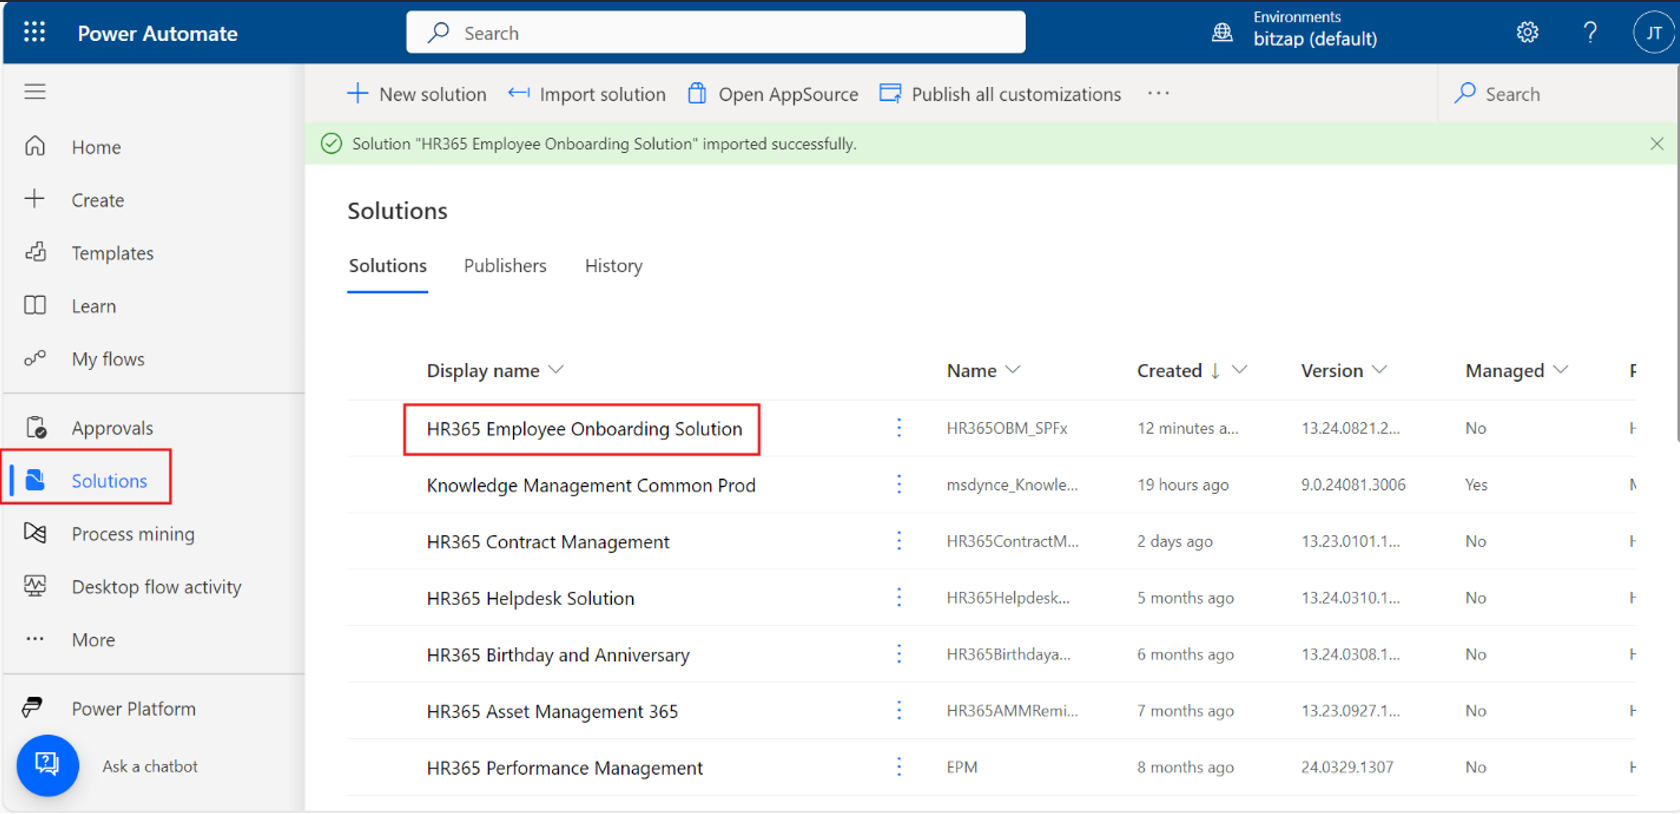 Power Automate
Search
Environments
bitzap (default)
?
JT
New solution
Import solution
Open AppSource
Publish all customizations
...
Search
Solution "HR365 Employee Onboarding Solution" imported successfully.
Home
Create
Templates
Learn
My flows
Approvals
Solutions
Process mining
Desktop flow activity
More
Power Platform
Ask a chatbot
Solutions
Solutions Publishers History
Display name Name Created ↓ Version Managed
HR365 Employee Onboarding Solution HR365OBM_SPFx 12 minutes a... 13.24.0821.2... No
Knowledge Management Common Prod msdynce_Knowle... 19 hours ago 9.0.24081.3006 Yes
HR365 Contract Management HR365ContractM... 2 days ago 13.23.0101.1... No
HR365 Helpdesk Solution HR365Helpdesk... 5 months ago 13.24.0310.1... No
HR365 Birthday and Anniversary HR365Birthdaya... 6 months ago 13.24.0308.1... No
HR365 Asset Management 365 HR365AMMRemi... 7 months ago 13.23.0927.1... No
HR365 Performance Management EPM 8 months ago 24.0329.1307 No